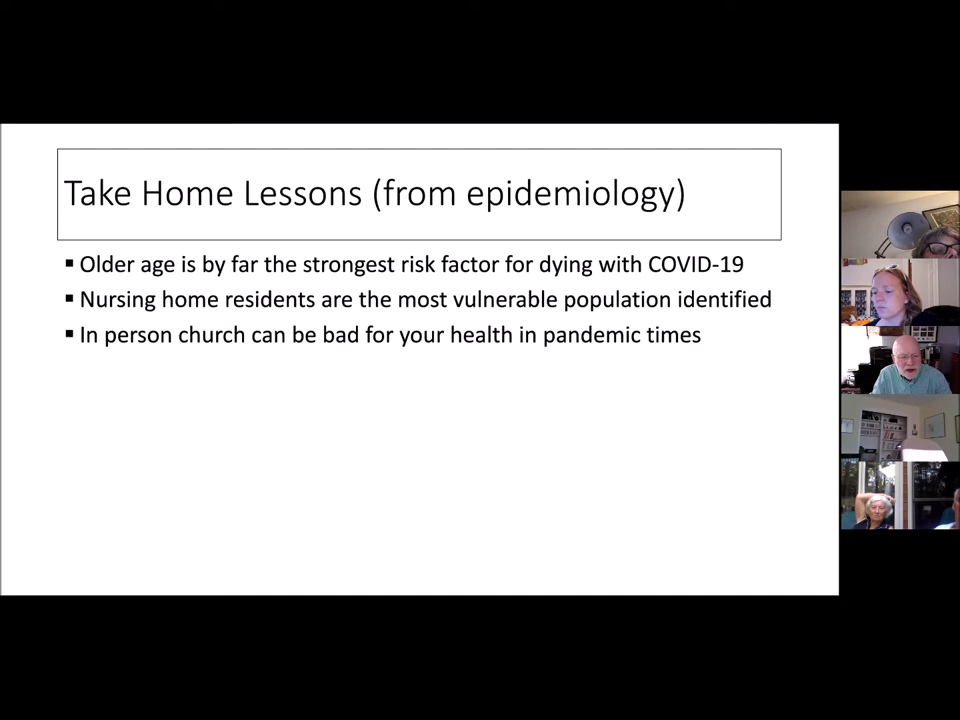 Take Home Lessons (from epidemiology)
▪ Older age is by far the strongest risk factor for dying with COVID-19
▪ Nursing home residents are the most vulnerable population identified
▪ In person church can be bad for your health in pandemic times